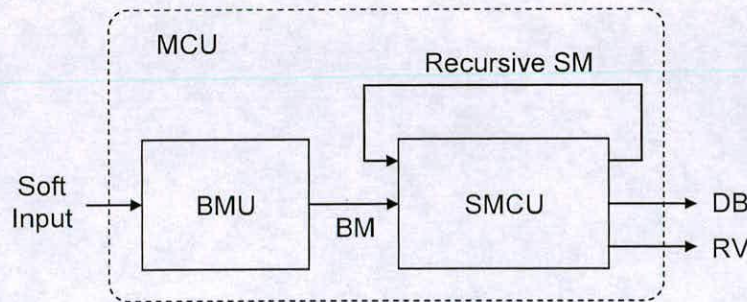 MCU
Recursive SM
Soft
Input
BMU
BM
SMCU
DB
RV